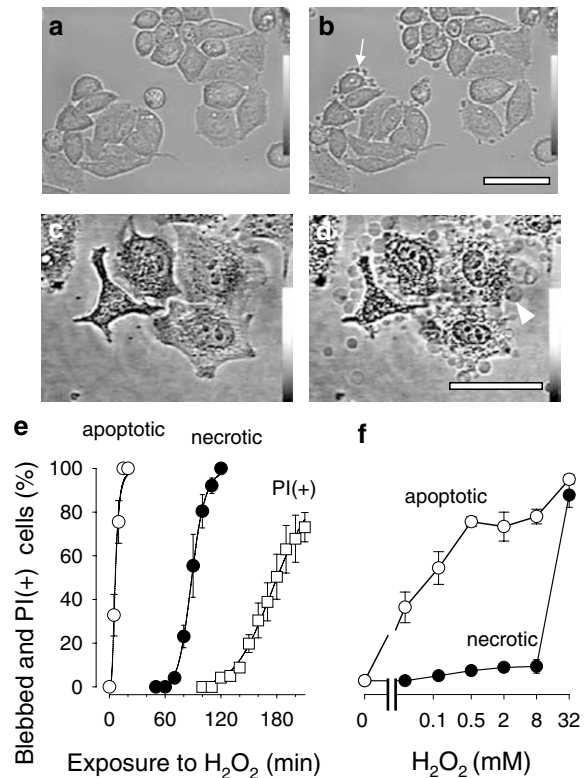 a
b
c
d
e
apoptotic
necrotic
PI(+)
100
80
60
40
20
0
Blebbed and PI(+) cells (%)
0 60 120 180
Exposure to H₂O₂ (min)
f
apoptotic
necrotic
0 0.1 0.5 2 8 32
H₂O₂ (mM)